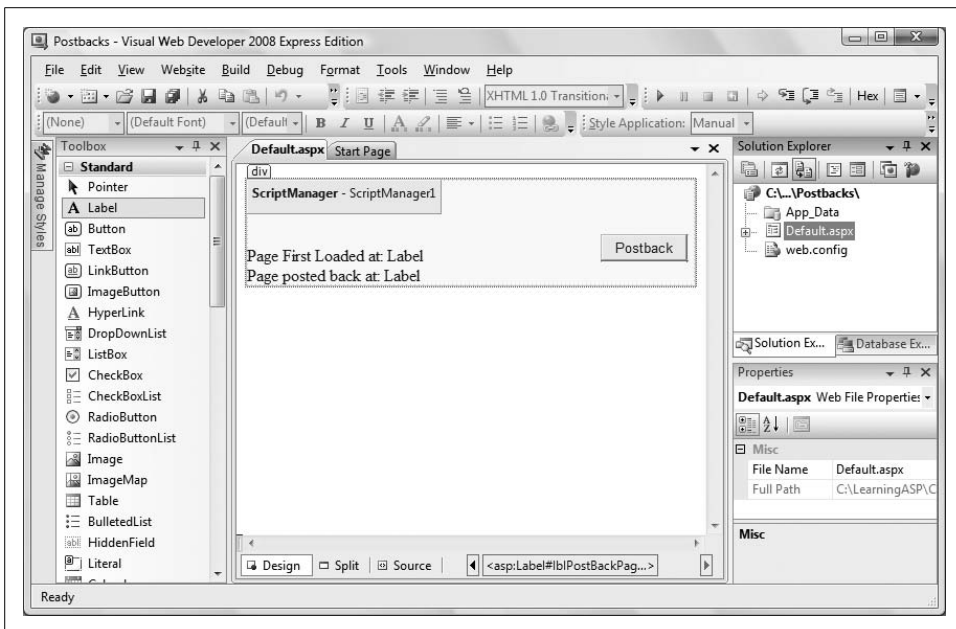 Postbacks - Visual Web Developer 2008 Express Edition
File Edit View Website Build Debug Format Tools Window Help
XHTML 1.0 Transition Hex
(None) (Default Font) (Default B I U A Style Application: Manual
Manage Styles
Toolbox
Standard
Pointer
A Label
ab Button
abl TextBox
ab LinkButton
ImageButton
A HyperLink
DropDownList
ListBox
CheckBox
CheckBoxList
RadioButton
RadioButtonList
Image
ImageMap
Table
BulletedList
abl HiddenField
Literal
Default.aspx Start Page
div
ScriptManager - ScriptManager1
Postback
Page First Loaded at: Label
Page posted back at: Label
Design Split Source <asp:Label#lblPostBackPag...>
Solution Explorer
C:\...\Postbacks\
App_Data
Default.aspx
web.config
Solution Ex... Database Ex...
Properties
Default.aspx Web File Properties
Misc
File Name Default.aspx
Full Path C:\LearningASP\C
Misc
Ready